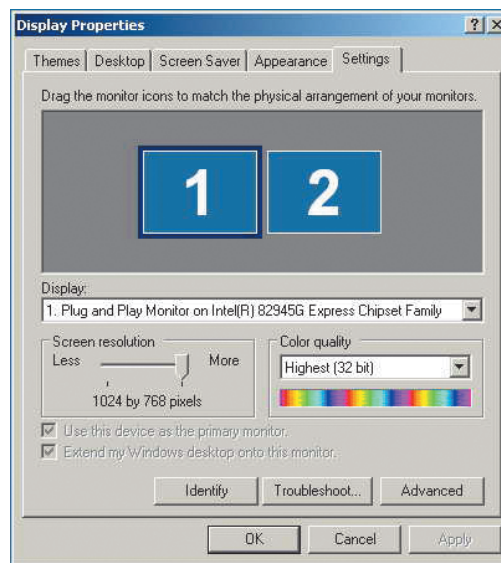 Display Properties
Themes Desktop Screen Saver Appearance Settings
Drag the monitor icons to match the physical arrangement of your monitors.
1 2
Display:
1. Plug and Play Monitor on Intel(R) 82945G Express Chipset Family
Screen resolution
Less More
1024 by 768 pixels
Color quality
Highest (32 bit)
Use this device as the primary monitor.
Extend my Windows desktop onto this monitor.
Identify Troubleshoot... Advanced
OK Cancel Apply